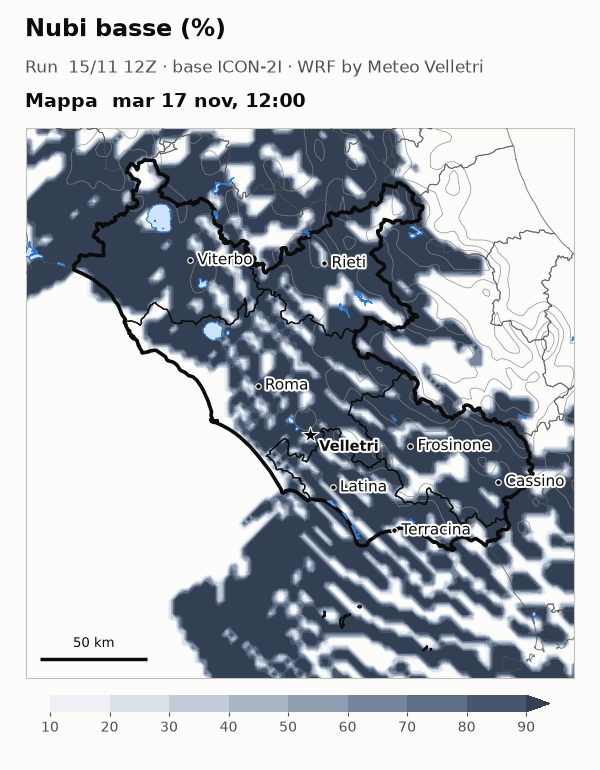 Nubi basse (%)
Run  15/11 12Z · base ICON-2I · WRF by Meteo Velletri
Mappa  mar 17 nov, 12:00
Viterbo
Rieti
Roma
Velletri
Frosinone
Latina
Cassino
Terracina
50 km
10 20 30 40 50 60 70 80 90